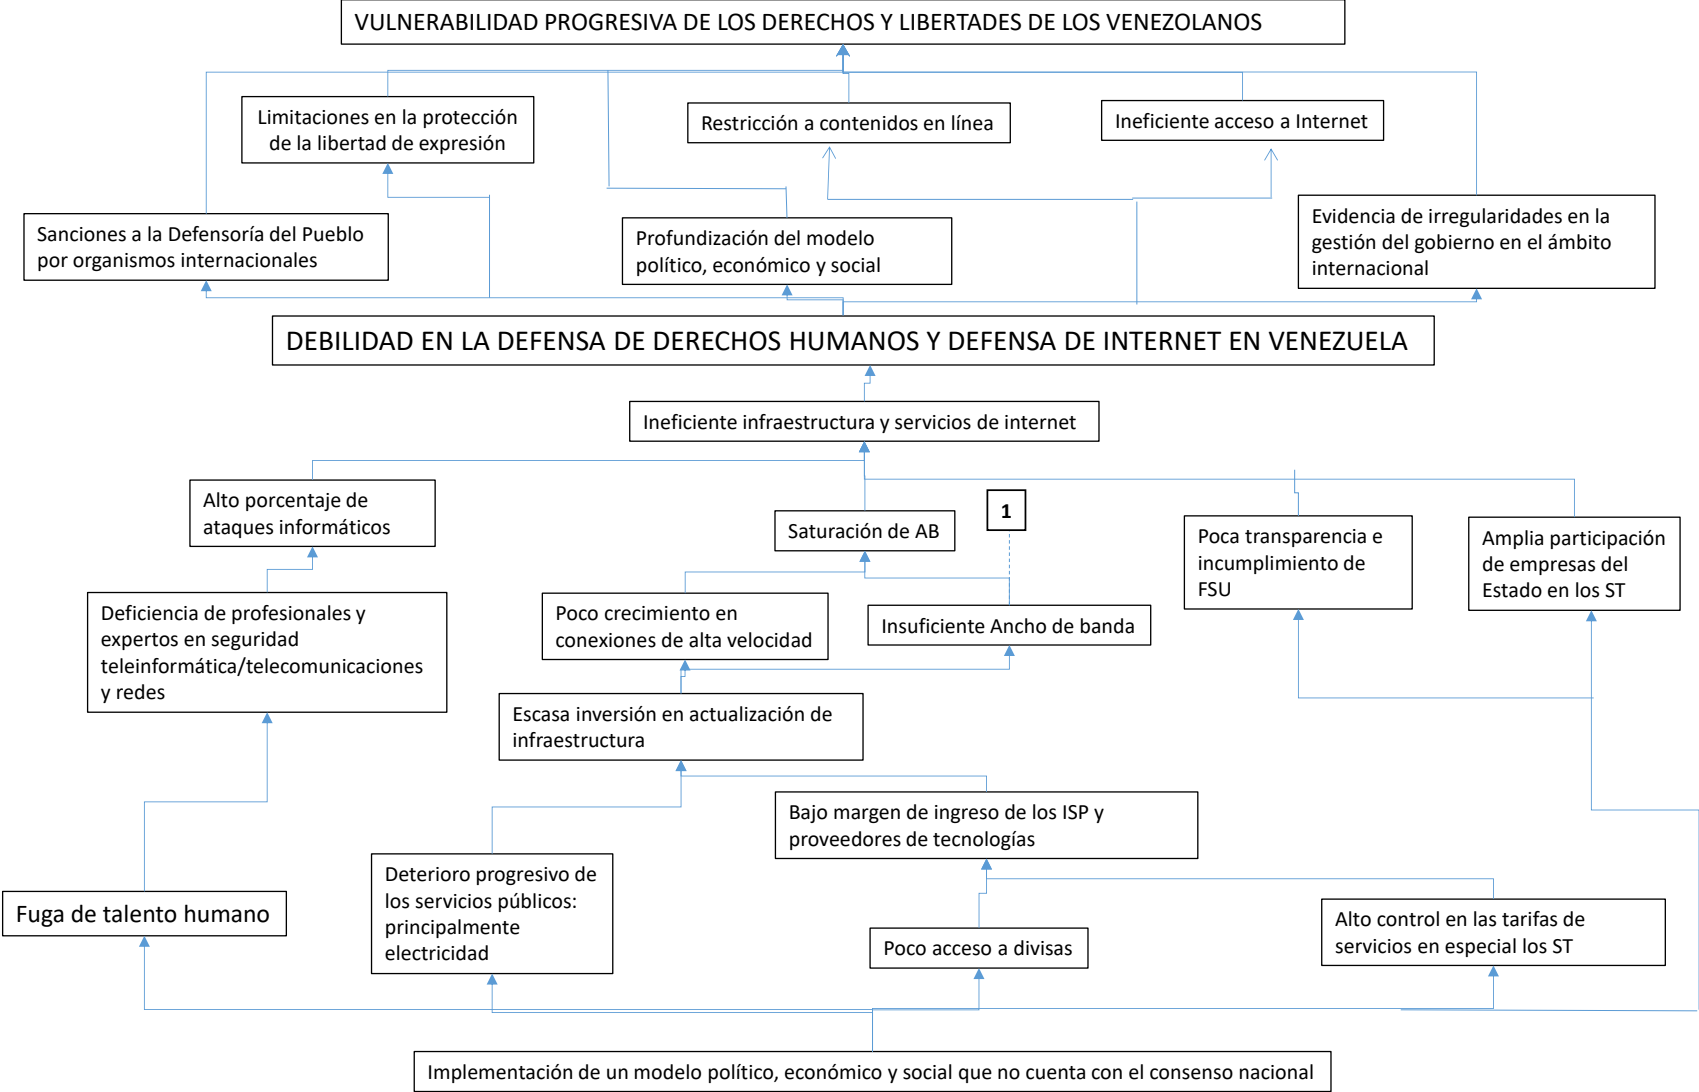 VULNERABILIDAD PROGRESIVA DE LOS DERECHOS Y LIBERTADES DE LOS VENEZOLANOS
Limitaciones en la protección
de la libertad de expresión
Restricción a contenidos en línea
Ineficiente acceso a Internet
Sanciones a la Defensoría del Pueblo
por organismos internacionales
Profundización del modelo
político, económico y social
Evidencia de irregularidades en la
gestión del gobierno en el ámbito
internacional
DEBILIDAD EN LA DEFENSA DE DERECHOS HUMANOS Y DEFENSA DE INTERNET EN VENEZUELA
Ineficiente infraestructura y servicios de internet
Alto porcentaje de
ataques informáticos
Saturación de AB
1
Poca transparencia e
incumplimiento de
FSU
Amplia participación
de empresas del
Estado en los ST
Deficiencia de profesionales y
expertos en seguridad
teleinformática/telecomunicaciones
y redes
Poco crecimiento en
conexiones de alta velocidad
Insuficiente Ancho de banda
Escasa inversión en actualización de
infraestructura
Bajo margen de ingreso de los ISP y
proveedores de tecnologías
Deterioro progresivo de
los servicios públicos:
principalmente
electricidad
Fuga de talento humano
Poco acceso a divisas
Alto control en las tarifas de
servicios en especial los ST
Implementación de un modelo político, económico y social que no cuenta con el consenso nacional